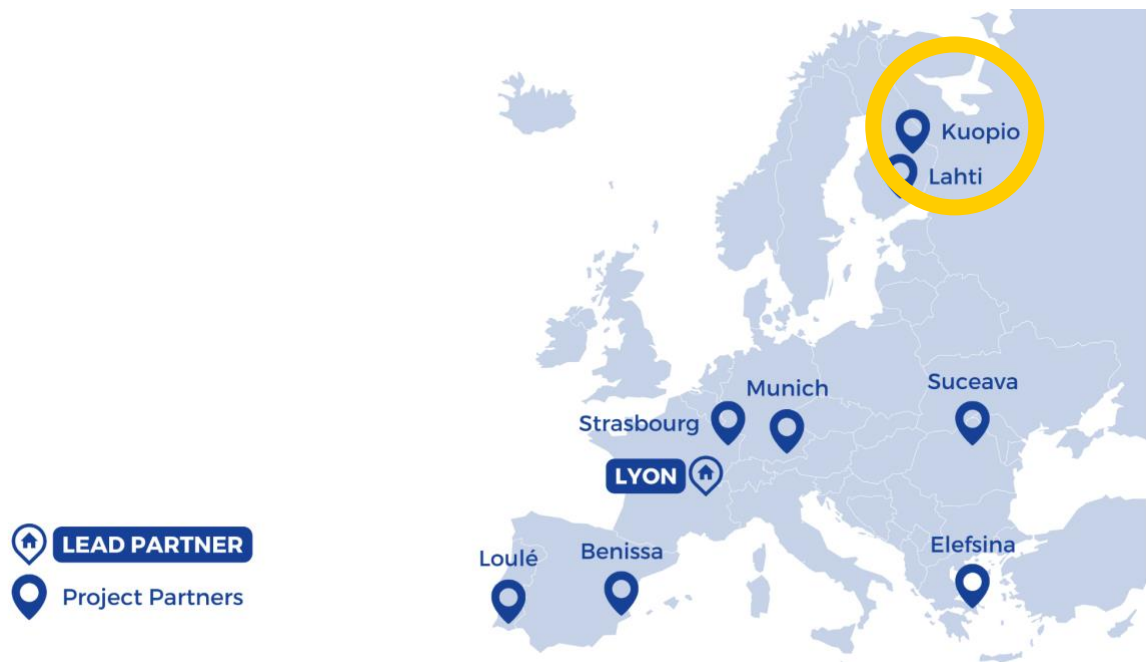 Kuopio
Lahti
Suceava
Munich
Strasbourg
LYON
LEAD PARTNER
Elefsina
Benissa
Loulé
Project Partners